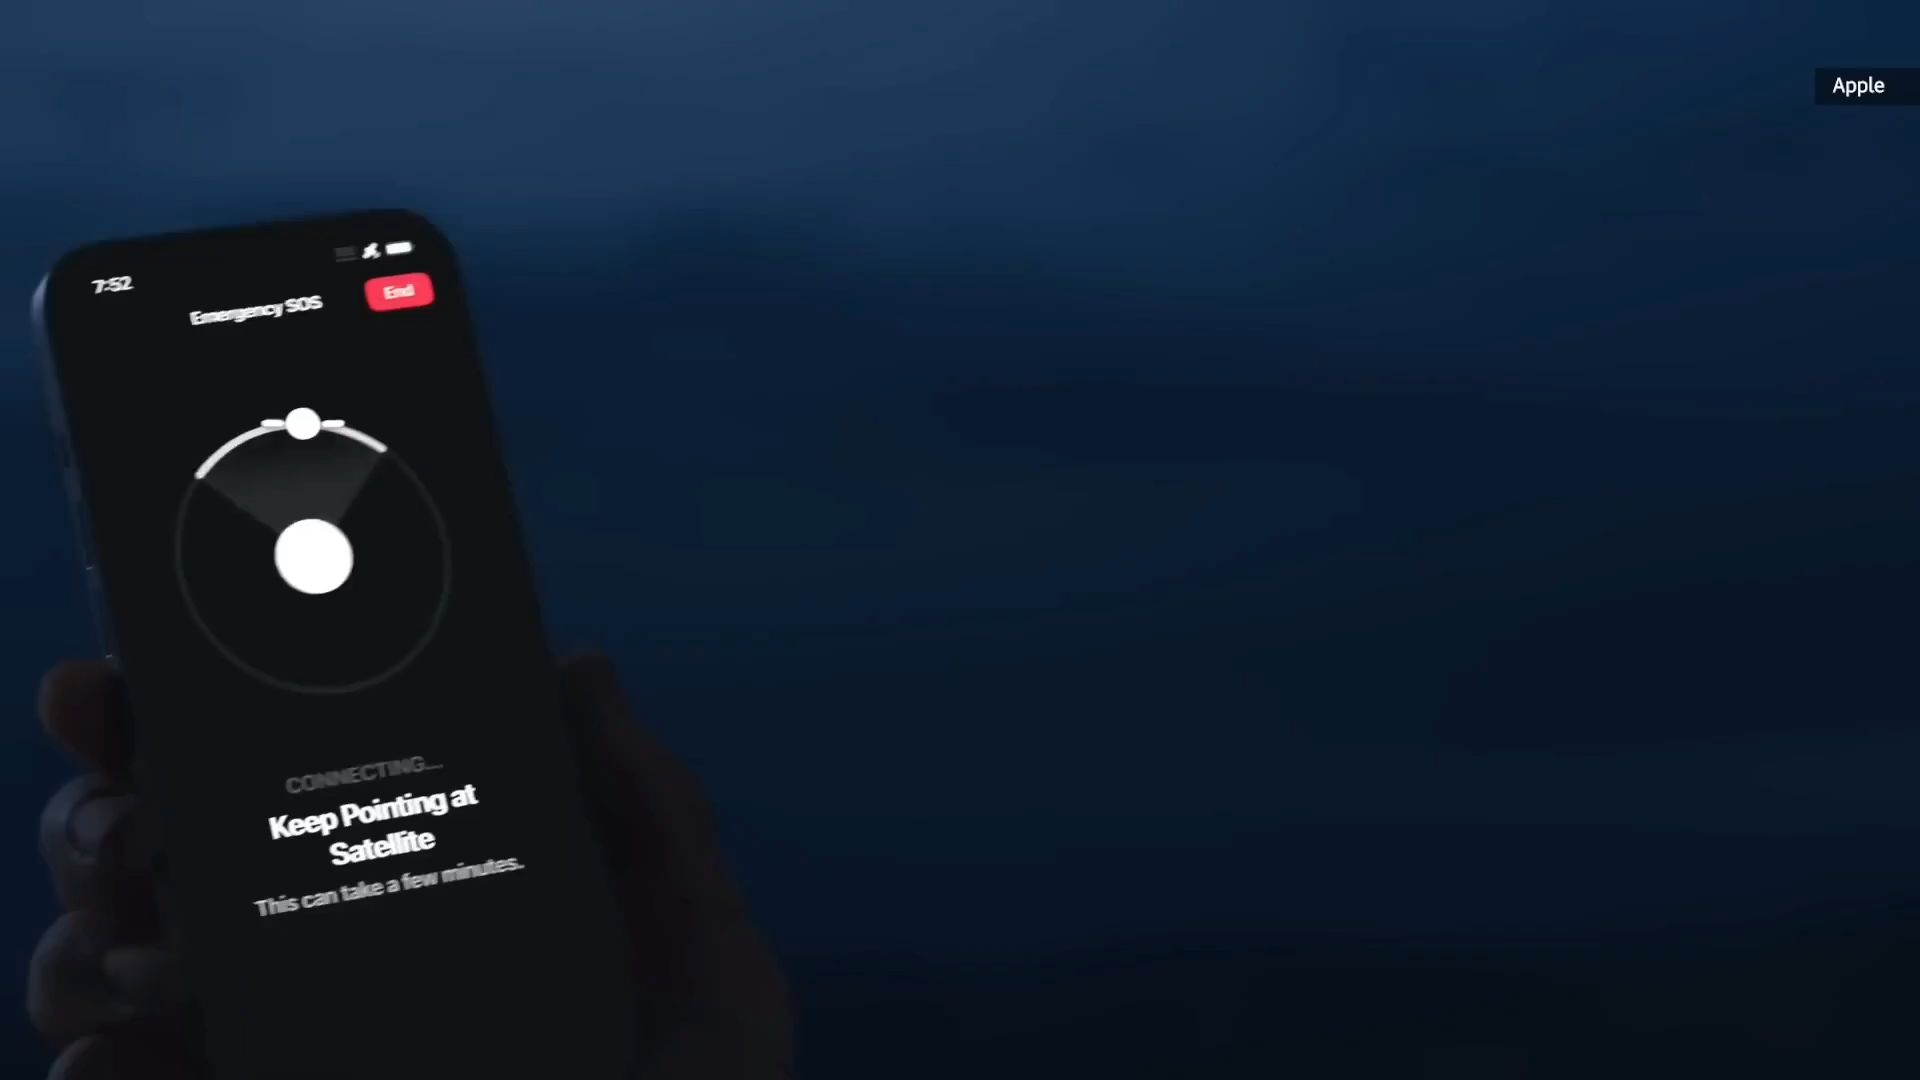 Apple
7:52
Emergency SOS
End
CONNECTING...
Keep Pointing at
Satellite
This can take a few minutes.